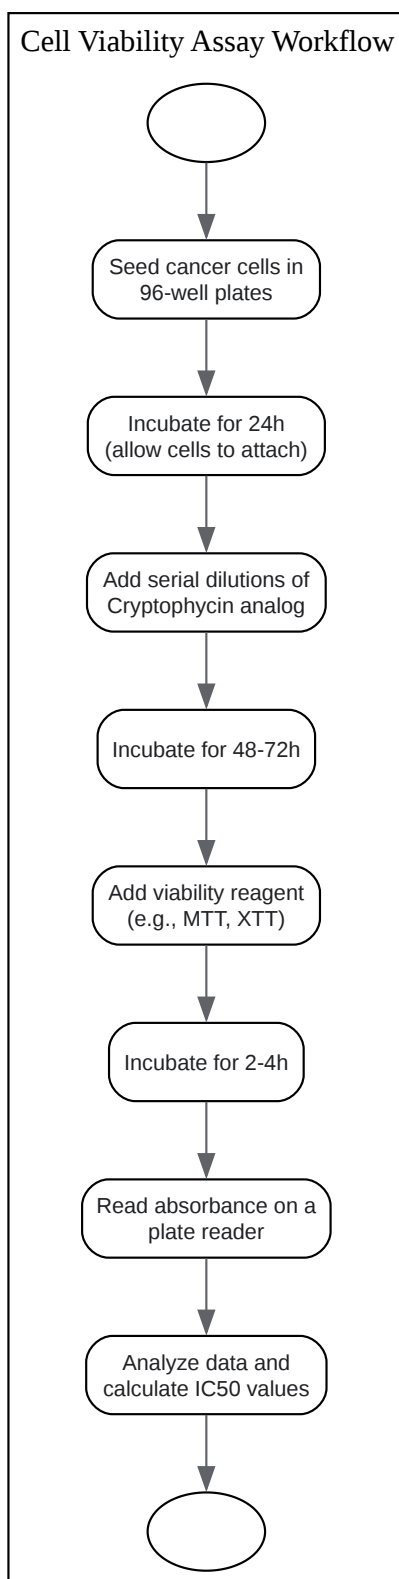 Cell Viability Assay Workflow
Seed cancer cells in
96-well plates
Incubate for 24h
(allow cells to attach)
Add serial dilutions of
Cryptophycin analog
Incubate for 48-72h
Add viability reagent
(e.g., MTT, XTT)
Incubate for 2-4h
Read absorbance on a
plate reader
Analyze data and
calculate IC50 values